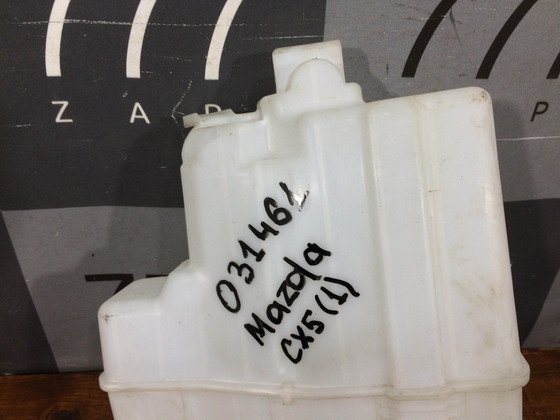 Z A P
P
031461
Mazda
CX5(1)